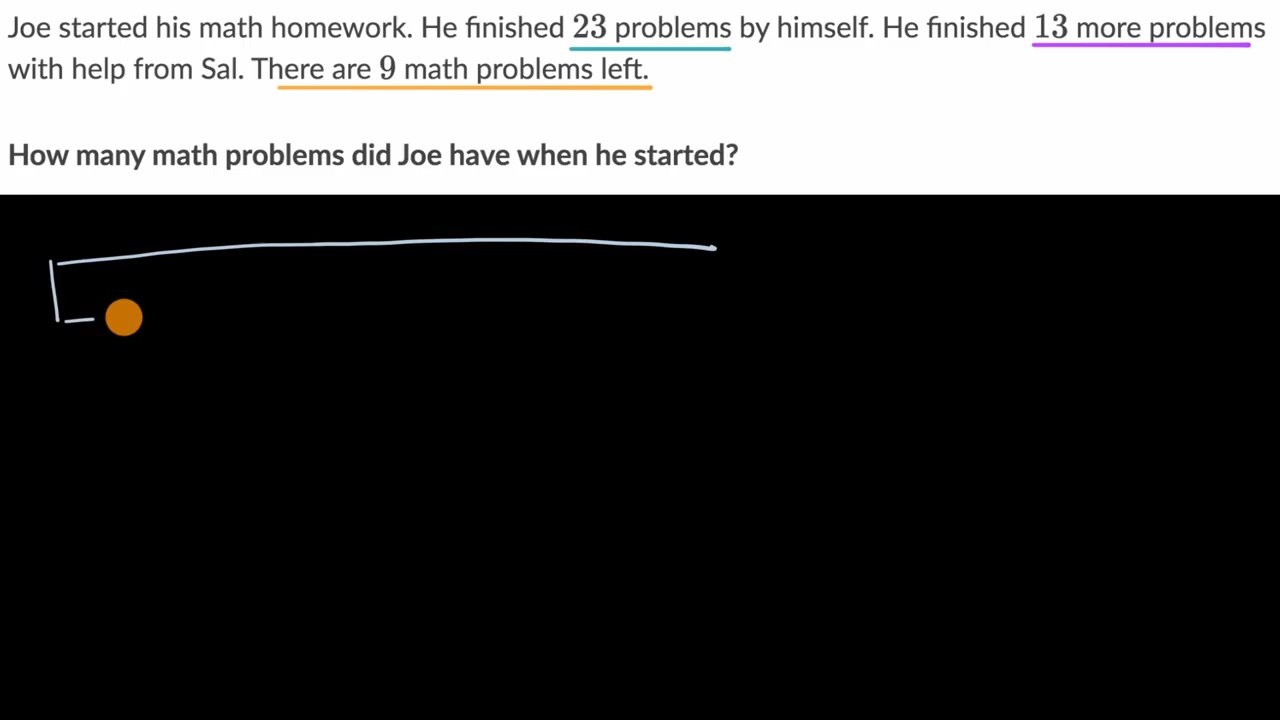 Joe started his math homework. He finished 23 problems by himself. He finished 13 more problems
with help from Sal. There are 9 math problems left.
How many math problems did Joe have when he started?